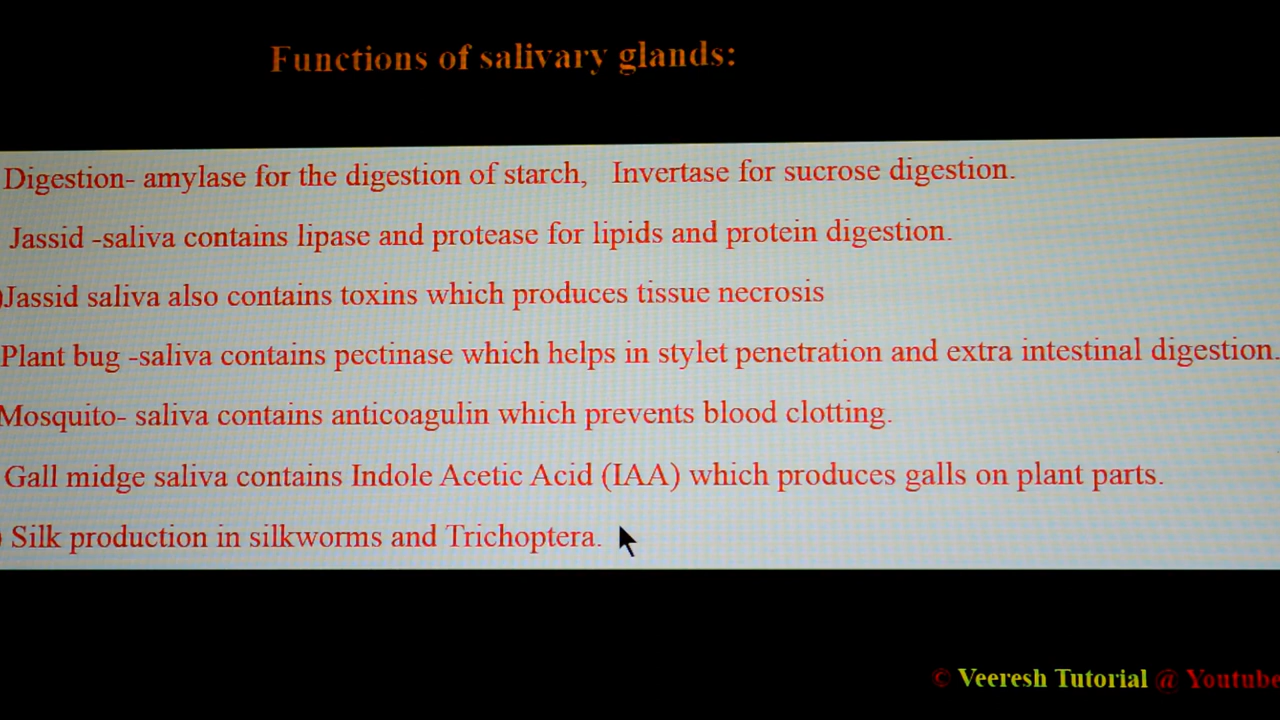 Functions of salivary glands:
Digestion- amylase for the digestion of starch, Invertase for sucrose digestion.
Jassid -saliva contains lipase and protease for lipids and protein digestion.
)Jassid saliva also contains toxins which produces tissue necrosis
Plant bug -saliva contains pectinase which helps in stylet penetration and extra intestinal digestion.
Mosquito- saliva contains anticoagulin which prevents blood clotting.
Gall midge saliva contains Indole Acetic Acid (IAA) which produces galls on plant parts.
) Silk production in silkworms and Trichoptera.
© Veeresh Tutorial @ Youtube